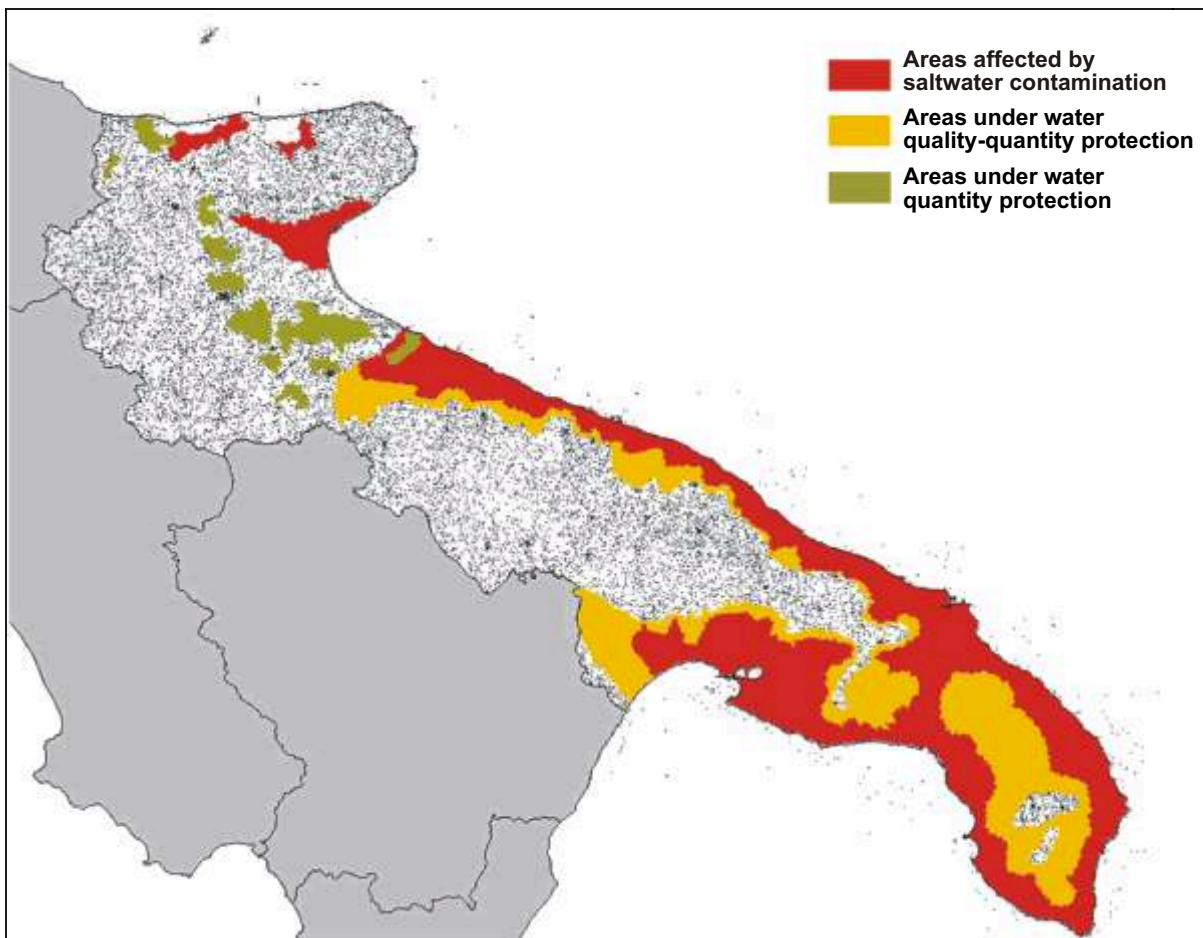 Areas affected by
saltwater contamination
Areas under water
quality-quantity protection
Areas under water
quantity protection